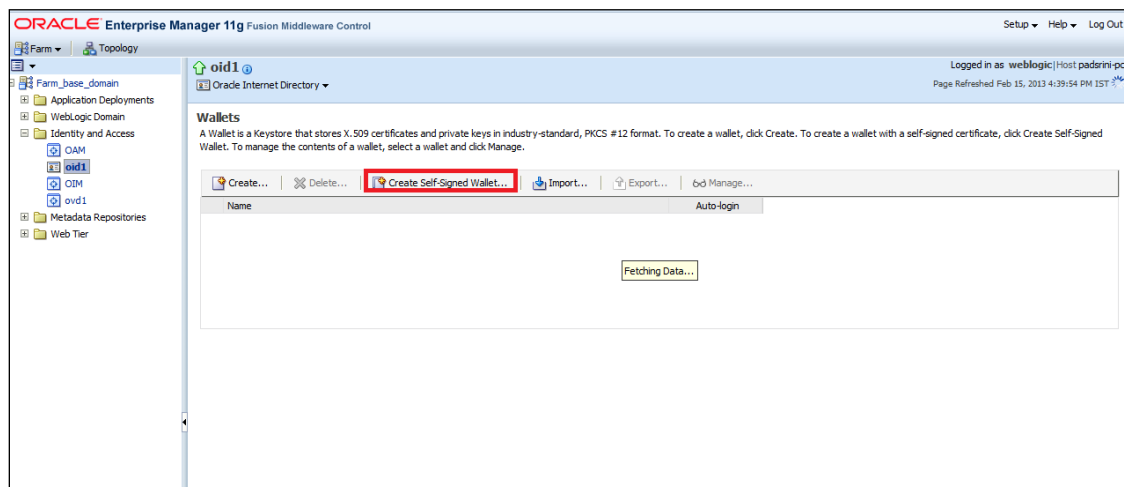 ORACLE Enterprise Manager 11g Fusion Middleware Control
Setup Help Log Out
Farm Topology
oid1
Logged in as weblogic|Host padsrini-pc
Oracle Internet Directory
Page Refreshed Feb 15, 2013 4:39:54 PM IST
Farm_base_domain
Application Deployments
WebLogic Domain
Identity and Access
OAM
oid1
OIM
ovd1
Metadata Repositories
Web Tier
Wallets
A Wallet is a Keystore that stores X.509 certificates and private keys in industry-standard, PKCS #12 format. To create a wallet, click Create. To create a wallet with a self-signed certificate, click Create Self-Signed
Wallet. To manage the contents of a wallet, select a wallet and click Manage.
Create... Delete... Create Self-Signed Wallet... Import... Export... Manage...
Name Auto-login
Fetching Data...